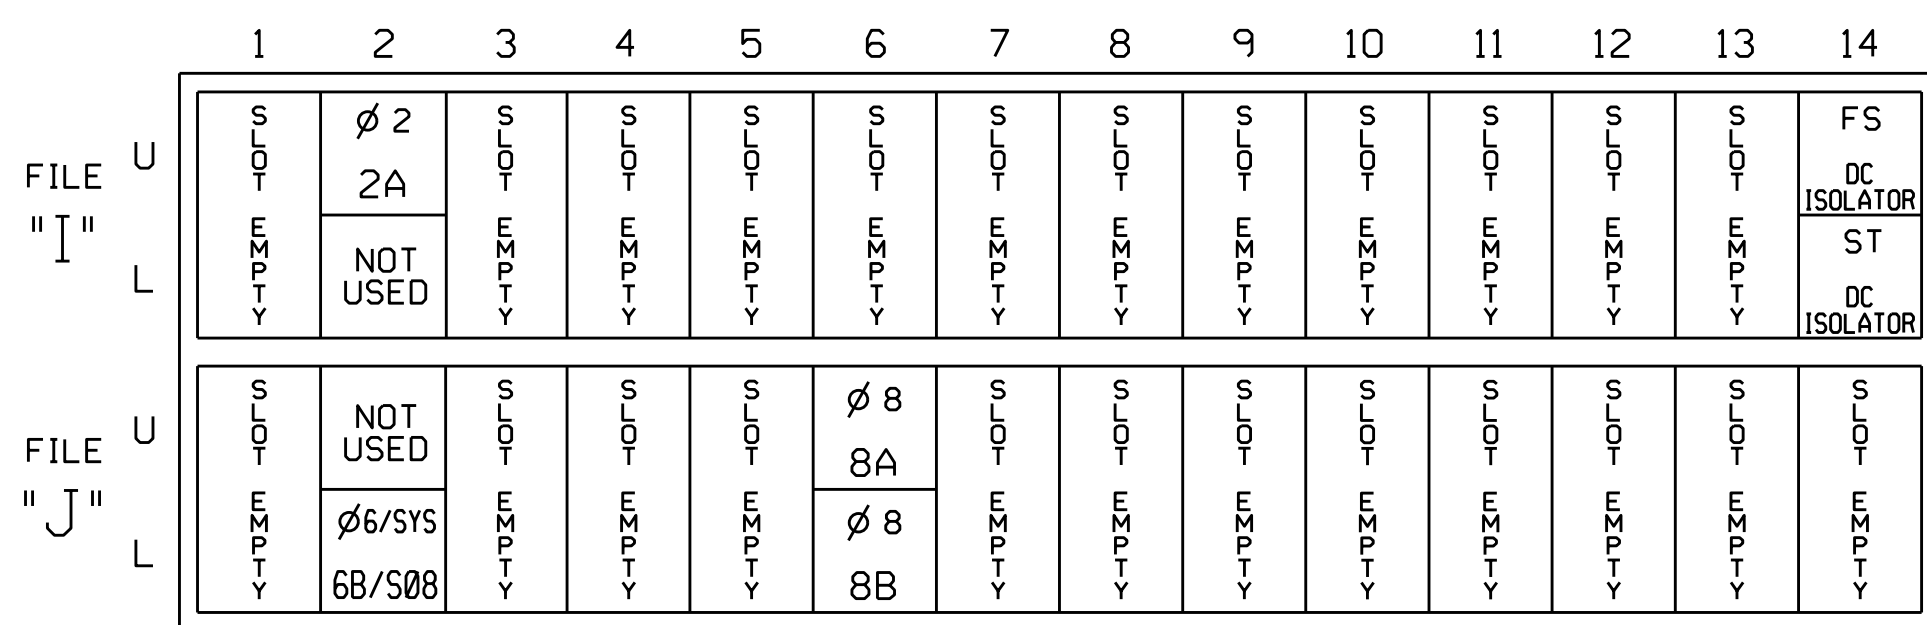 1 2 3 4 5 6 7 8 9 10 11 12 13 14
FILE
"I"
U
L
SLOT EMPTY
Ø 2
2A
NOT
USED
SLOT EMPTY
SLOT EMPTY
SLOT EMPTY
SLOT EMPTY
SLOT EMPTY
SLOT EMPTY
SLOT EMPTY
SLOT EMPTY
SLOT EMPTY
SLOT EMPTY
SLOT EMPTY
FS
DC
ISOLATOR
ST
DC
ISOLATOR
FILE
"J"
U
L
SLOT EMPTY
NOT
USED
Ø6/SYS
6B/SØ8
SLOT EMPTY
SLOT EMPTY
SLOT EMPTY
Ø 8
8A
Ø 8
8B
SLOT EMPTY
SLOT EMPTY
SLOT EMPTY
SLOT EMPTY
SLOT EMPTY
SLOT EMPTY
SLOT EMPTY
SLOT EMPTY